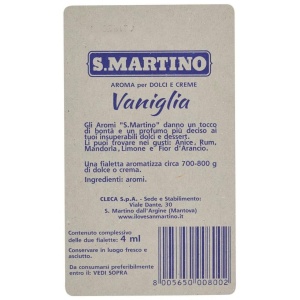 S.MARTINO
AROMA per DOLCI E CREME
Vaniglia
Gli Aromi "S.Martino" danno un tocco
di bontà e un profumo più deciso ai
tuoi insuperabili dolci e dessert.
Li puoi trovare nei gusti: Anice, Rum,
Mandorla, Limone e Fior d'Arancio.
Una fialetta aromatizza circa 700-800 g
di dolce o crema.
Ingredienti: aromi.
CLECA S.p.A. - Sede e Stabilimento:
Viale Dante, 30
S. Martino dall'Argine (Mantova)
www.ilovesanmartino.it
Contenuto complessivo
delle due fialette: 4 ml
Conservare in luogo fresco e
asciutto.
Da consumarsi preferibilmente
entro il: VEDI SOPRA
8 005650 008002